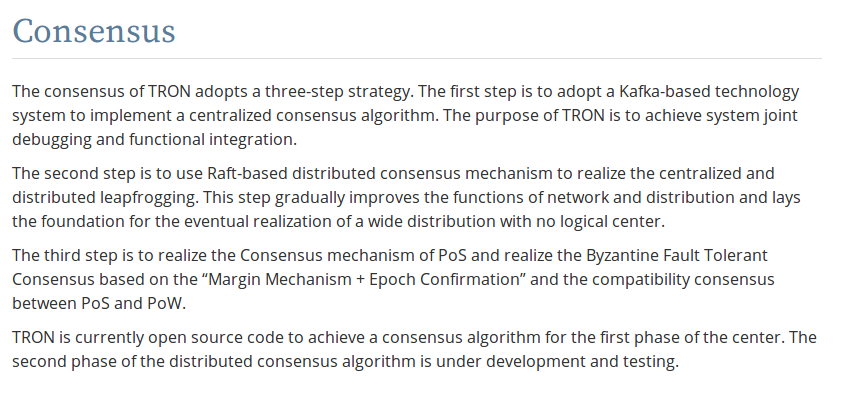 Consensus
The consensus of TRON adopts a three-step strategy. The first step is to adopt a Kafka-based technology
system to implement a centralized consensus algorithm. The purpose of TRON is to achieve system joint
debugging and functional integration.
The second step is to use Raft-based distributed consensus mechanism to realize the centralized and
distributed leapfrogging. This step gradually improves the functions of network and distribution and lays
the foundation for the eventual realization of a wide distribution with no logical center.
The third step is to realize the Consensus mechanism of PoS and realize the Byzantine Fault Tolerant
Consensus based on the “Margin Mechanism + Epoch Confirmation” and the compatibility consensus
between PoS and PoW.
TRON is currently open source code to achieve a consensus algorithm for the first phase of the center. The
second phase of the distributed consensus algorithm is under development and testing.